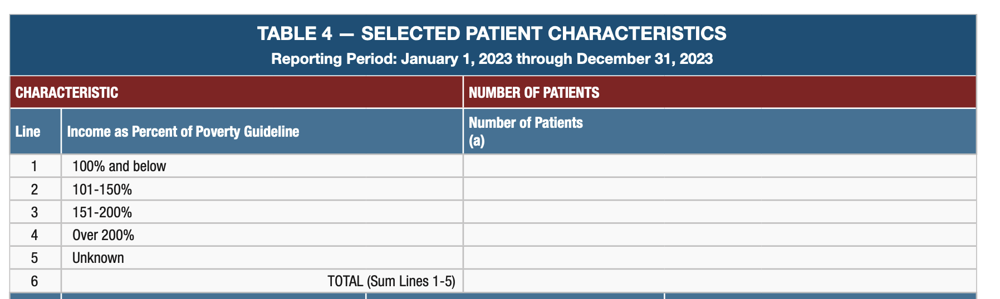 TABLE 4 — SELECTED PATIENT CHARACTERISTICS
Reporting Period: January 1, 2023 through December 31, 2023
CHARACTERISTIC NUMBER OF PATIENTS
Line Income as Percent of Poverty Guideline Number of Patients
(a)
1 100% and below
2 101-150%
3 151-200%
4 Over 200%
5 Unknown
6 TOTAL (Sum Lines 1-5)